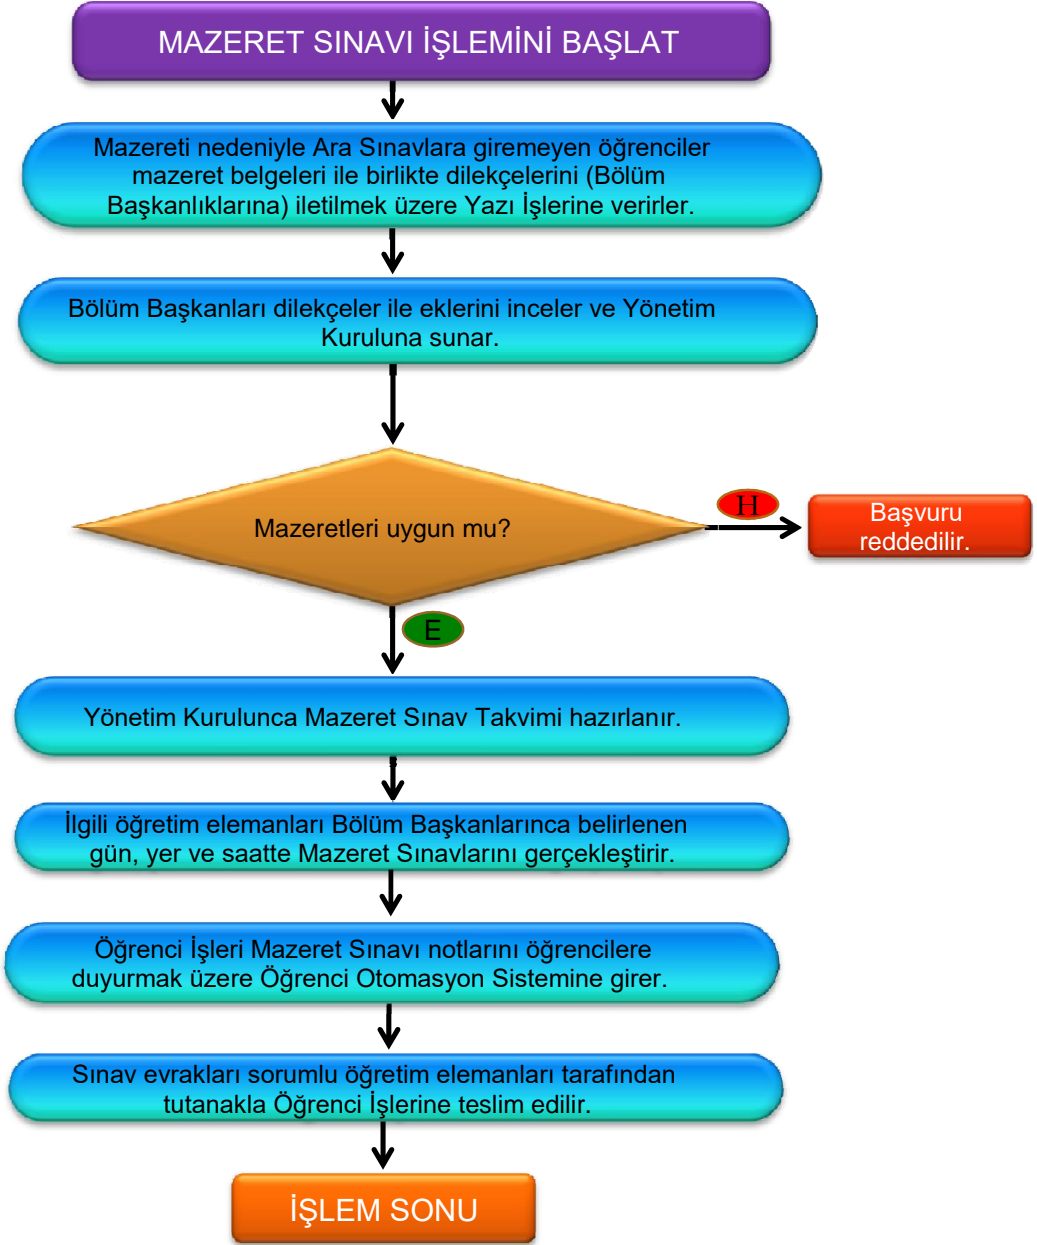 MAZERET SINAVI İŞLEMİNİ BAŞLAT
Mazereti nedeniyle Ara Sınavlara giremeyen öğrenciler
mazeret belgeleri ile birlikte dilekçelerini (Bölüm
Başkanlıklarına) iletilmek üzere Yazı İşlerine verirler.
Bölüm Başkanları dilekçeler ile eklerini inceler ve Yönetim
Kuruluna sunar.
Mazeretleri uygun mu?
H
Başvuru
reddedilir.
E
Yönetim Kurulunca Mazeret Sınav Takvimi hazırlanır.
İlgili öğretim elemanları Bölüm Başkanlarınca belirlenen
gün, yer ve saatte Mazeret Sınavlarını gerçekleştirir.
Öğrenci İşleri Mazeret Sınavı notlarını öğrencilere
duyurmak üzere Öğrenci Otomasyon Sistemine girer.
Sınav evrakları sorumlu öğretim elemanları tarafından
tutanakla Öğrenci İşlerine teslim edilir.
İŞLEM SONU